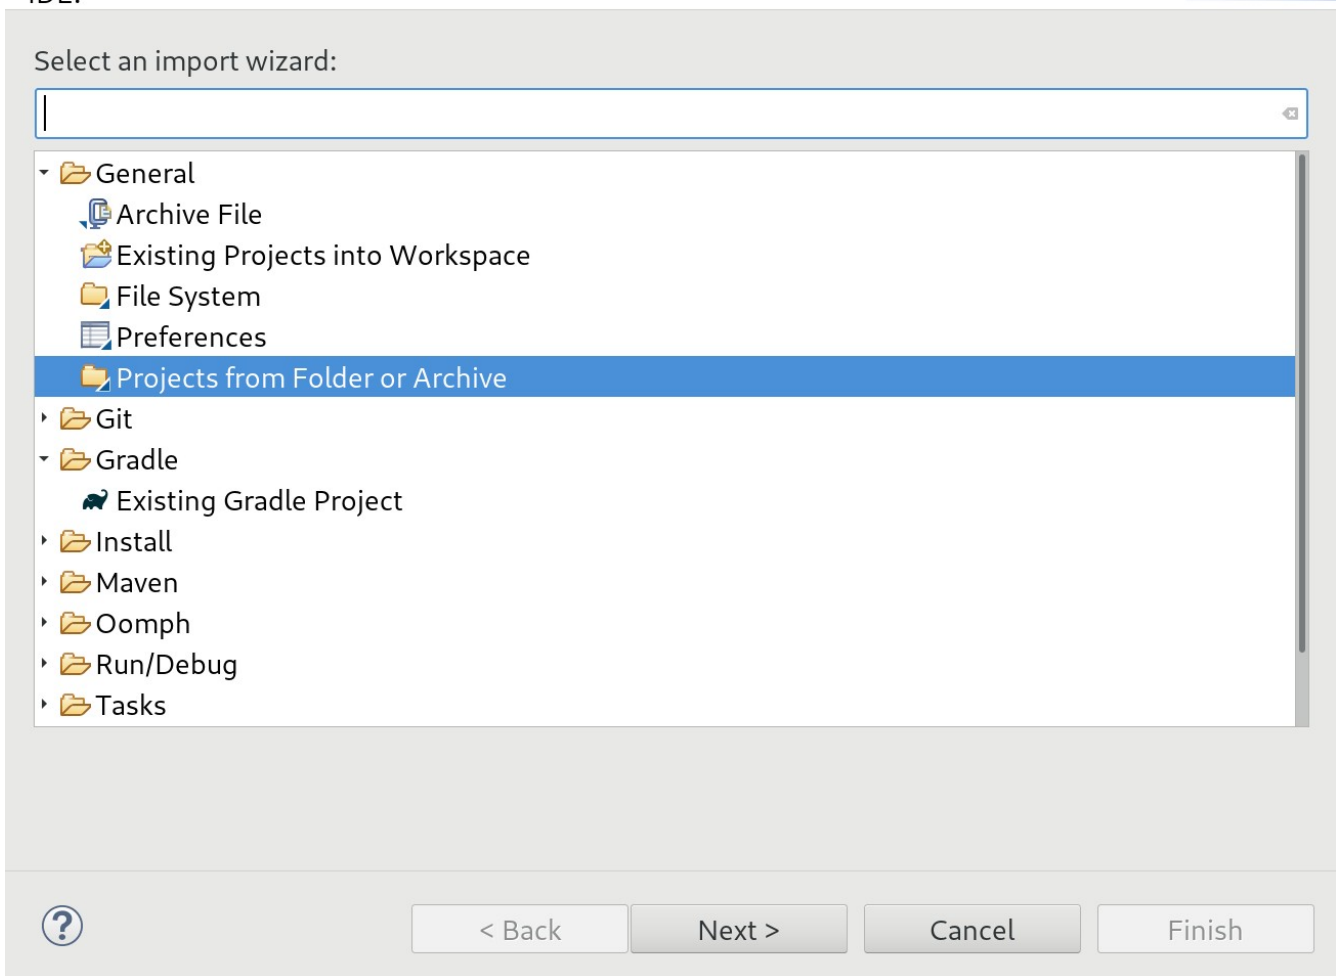 IDE.
Select an import wizard:
General
Archive File
Existing Projects into Workspace
File System
Preferences
Projects from Folder or Archive
Git
Gradle
Existing Gradle Project
Install
Maven
Oomph
Run/Debug
Tasks
?
< Back
Next >
Cancel
Finish